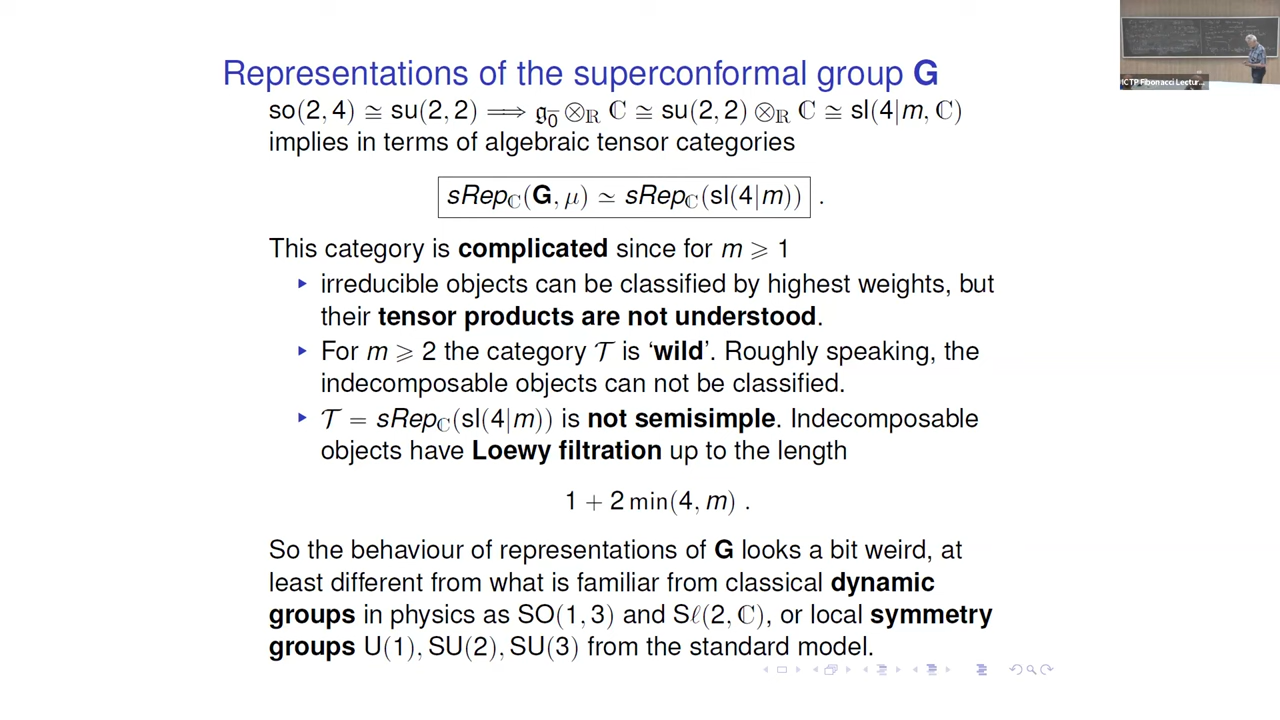 Representations of the superconformal group G
so(2, 4) ≅ su(2, 2) ⟹ 𝔤_0̄ ⊗_ℝ ℂ ≅ su(2, 2) ⊗_ℝ ℂ ≅ sl(4|m, ℂ)
implies in terms of algebraic tensor categories
sRep_ℂ(G, μ) ≃ sRep_ℂ(sl(4|m)) .
This category is complicated since for m ⩾ 1
▸ irreducible objects can be classified by highest weights, but
their tensor products are not understood.
▸ For m ⩾ 2 the category 𝒯 is ‘wild’. Roughly speaking, the
indecomposable objects can not be classified.
▸ 𝒯 = sRep_ℂ(sl(4|m)) is not semisimple. Indecomposable
objects have Loewy filtration up to the length
1 + 2 min(4, m) .
So the behaviour of representations of G looks a bit weird, at
least different from what is familiar from classical dynamic
groups in physics as SO(1, 3) and Sℓ(2, ℂ), or local symmetry
groups U(1), SU(2), SU(3) from the standard model.
ICTP Fibonacci Lectur...